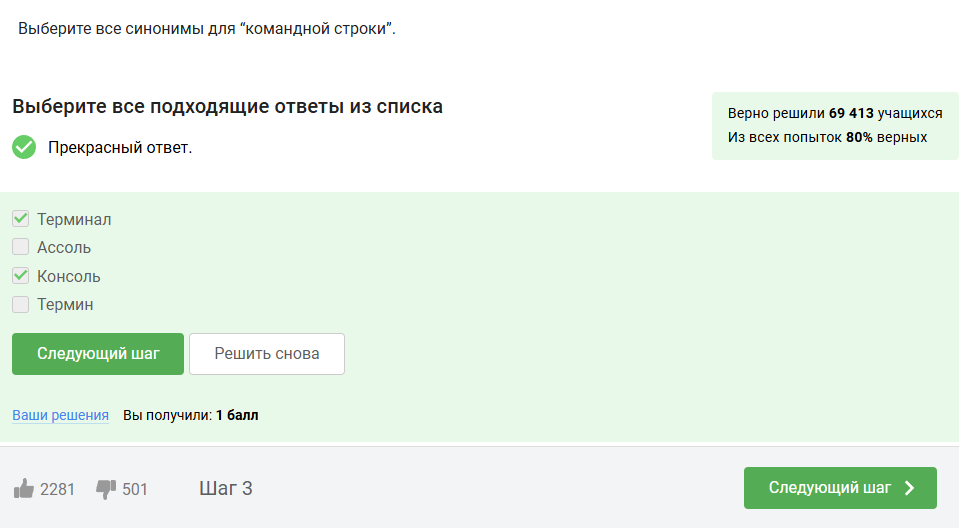 Выберите все синонимы для “командной строки”.
Выберите все подходящие ответы из списка
Прекрасный ответ.
Верно решили 69 413 учащихся
Из всех попыток 80% верных
Терминал
Ассоль
Консоль
Термин
Следующий шаг
Решить снова
Ваши решения
Вы получили: 1 балл
2281
501
Шаг 3
Следующий шаг